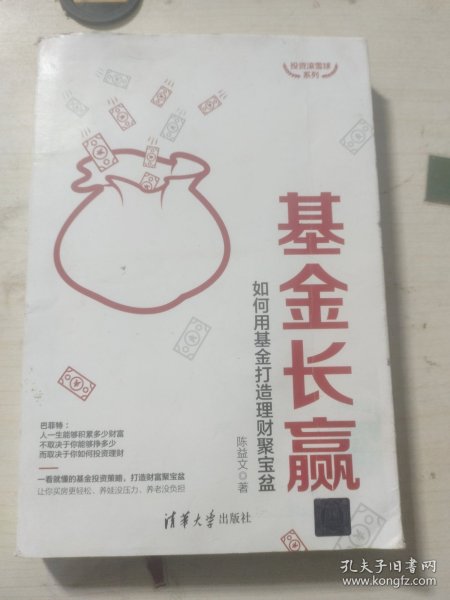 投资滚雪球
系列
基金长赢
如何用基金打造理财聚宝盆
陈益文◎著
巴菲特：
人一生能够积累多少财富
不取决于你能够挣多少
而取决于你如何投资理财
一看就懂的基金投资策略，打造财富聚宝盆
让你买房更轻松、养娃没压力、养老没负担
清华大学出版社
孔夫子旧书网
www.kongfz.com